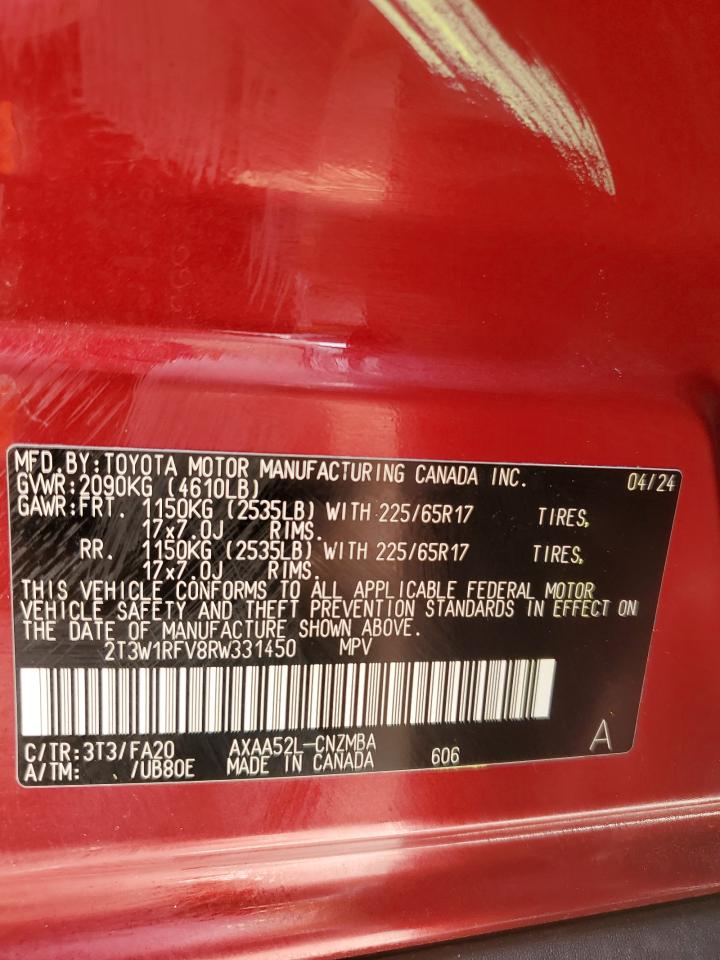 MFD.BY:TOYOTA MOTOR MANUFACTURING CANADA INC. 04/24
GVWR:2090KG (4610LB)
GAWR:FRT. 1150KG (2535LB) WITH 225/65R17 TIRES,
17x7.0J RIMS.
RR. 1150KG (2535LB) WITH 225/65R17 TIRES,
17x7.0J RIMS.
THIS VEHICLE CONFORMS TO ALL APPLICABLE FEDERAL MOTOR
VEHICLE SAFETY AND THEFT PREVENTION STANDARDS IN EFFECT ON
THE DATE OF MANUFACTURE SHOWN ABOVE.
2T3W1RFV8RW331450 MPV
C/TR:3T3/FA20 AXAA52L-CNZMBA 606 A
A/TM: /UB80E MADE IN CANADA